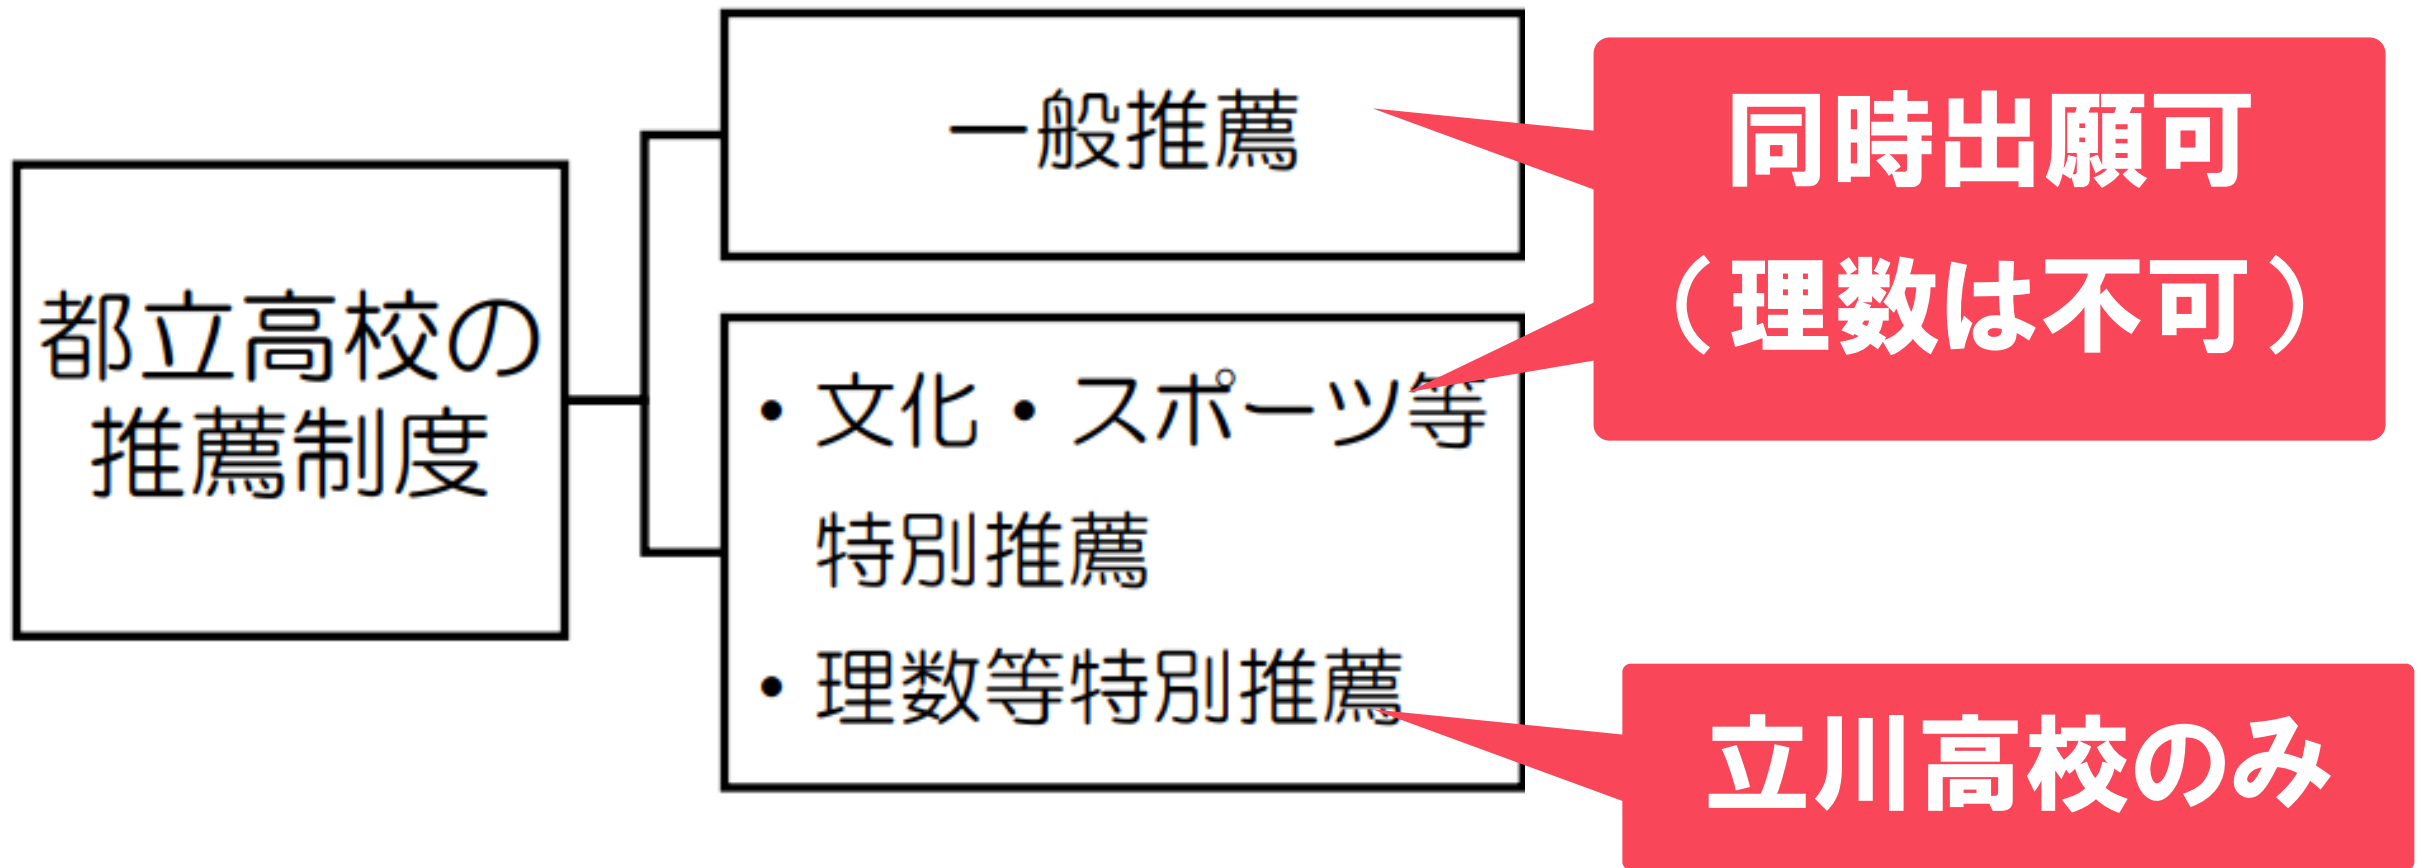 都立高校の
推薦制度
一般推薦
・文化・スポーツ等
特別推薦
・理数等特別推薦
同時出願可
（理数は不可）
立川高校のみ